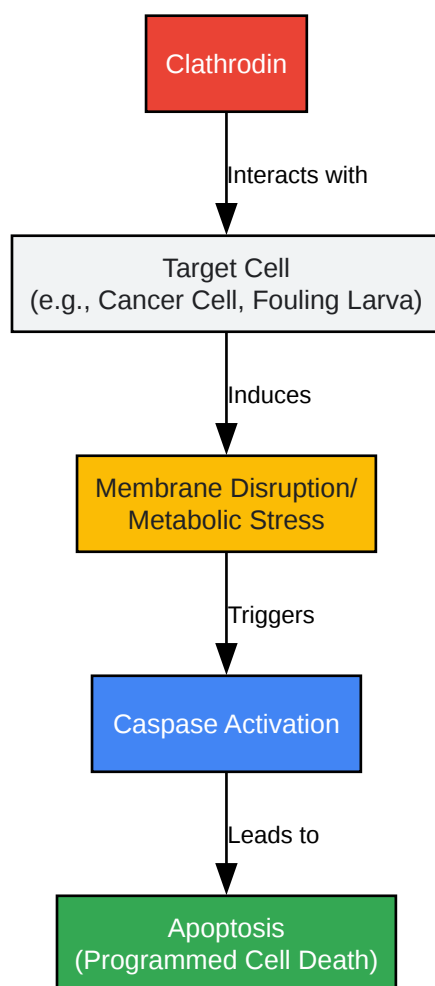 Clathrodin
Interacts with
Target Cell
(e.g., Cancer Cell, Fouling Larva)
Induces
Membrane Disruption/
Metabolic Stress
Triggers
Caspase Activation
Leads to
Apoptosis
(Programmed Cell Death)